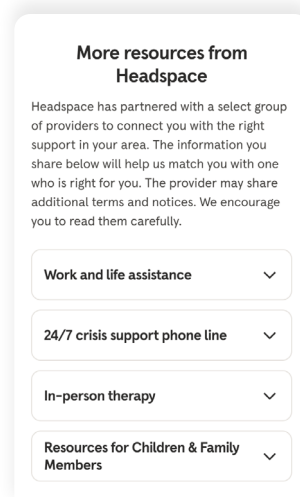 More resources from
Headspace
Headspace has partnered with a select group
of providers to connect you with the right
support in your area. The information you
share below will help us match you with one
who is right for you. The provider may share
additional terms and notices. We encourage
you to read them carefully.
Work and life assistance
24/7 crisis support phone line
In-person therapy
Resources for Children & Family
Members